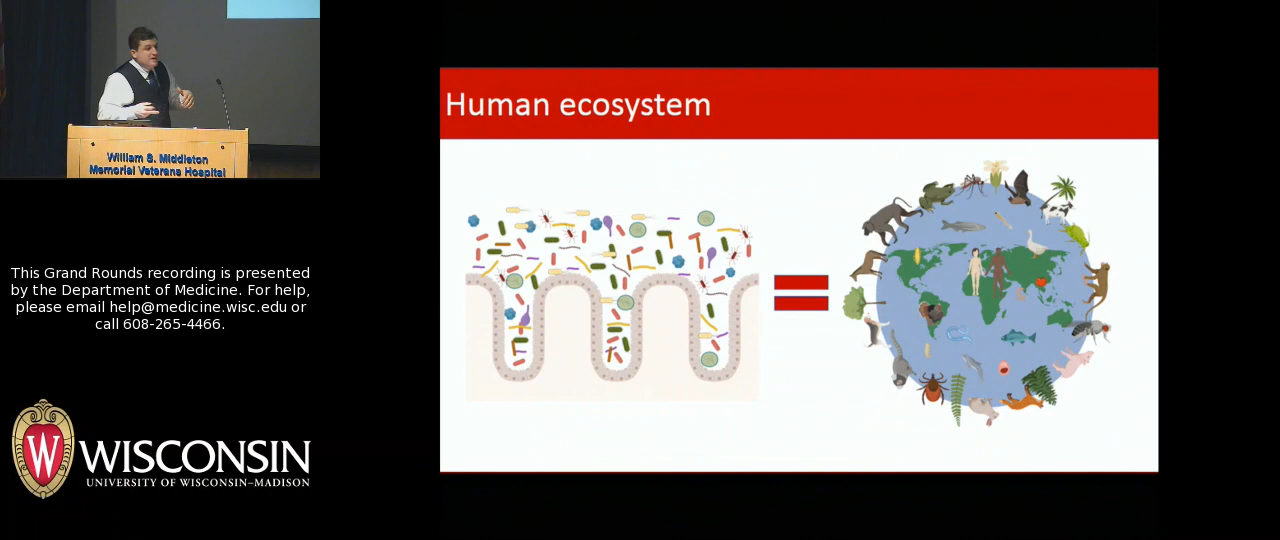 William S. Middleton
Memorial Veterans Hospital
Human ecosystem
This Grand Rounds recording is presented
by the Department of Medicine. For help,
please email help@medicine.wisc.edu or
call 608-265-4466.
W WISCONSIN
UNIVERSITY OF WISCONSIN–MADISON